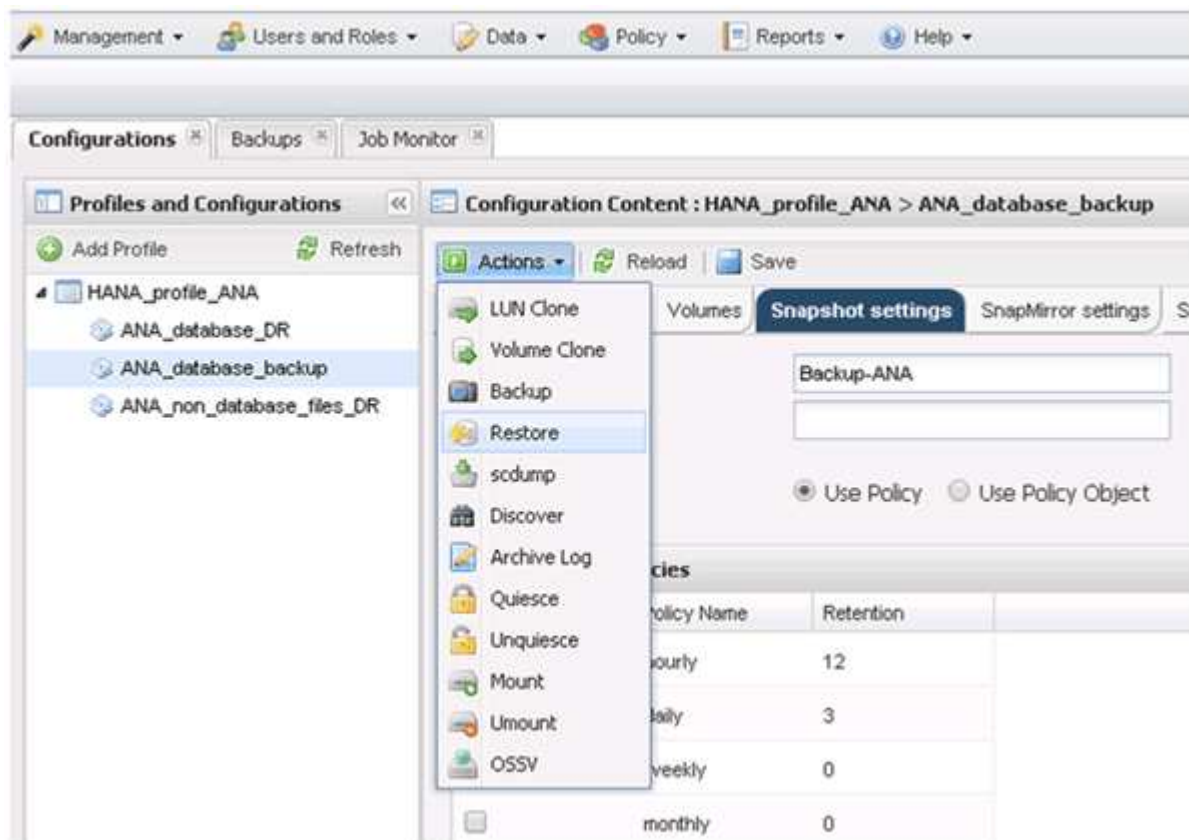 Management Users and Roles Data Policy Reports Help
Configurations Backups Job Monitor
Profiles and Configurations
Add Profile Refresh
HANA_profile_ANA
ANA_database_DR
ANA_database_backup
ANA_non_database_files_DR
Configuration Content : HANA_profile_ANA > ANA_database_backup
Actions Reload Save
Volumes Snapshot settings SnapMirror settings S
LUN Clone
Volume Clone
Backup
Restore
scdump
Discover
Archive Log
Quiesce
Unquiesce
Mount
Umount
OSSV
Backup-ANA
Use Policy Use Policy Object
cies
olicy Name Retention
ourly 12
aily 3
weekly 0
monthly 0